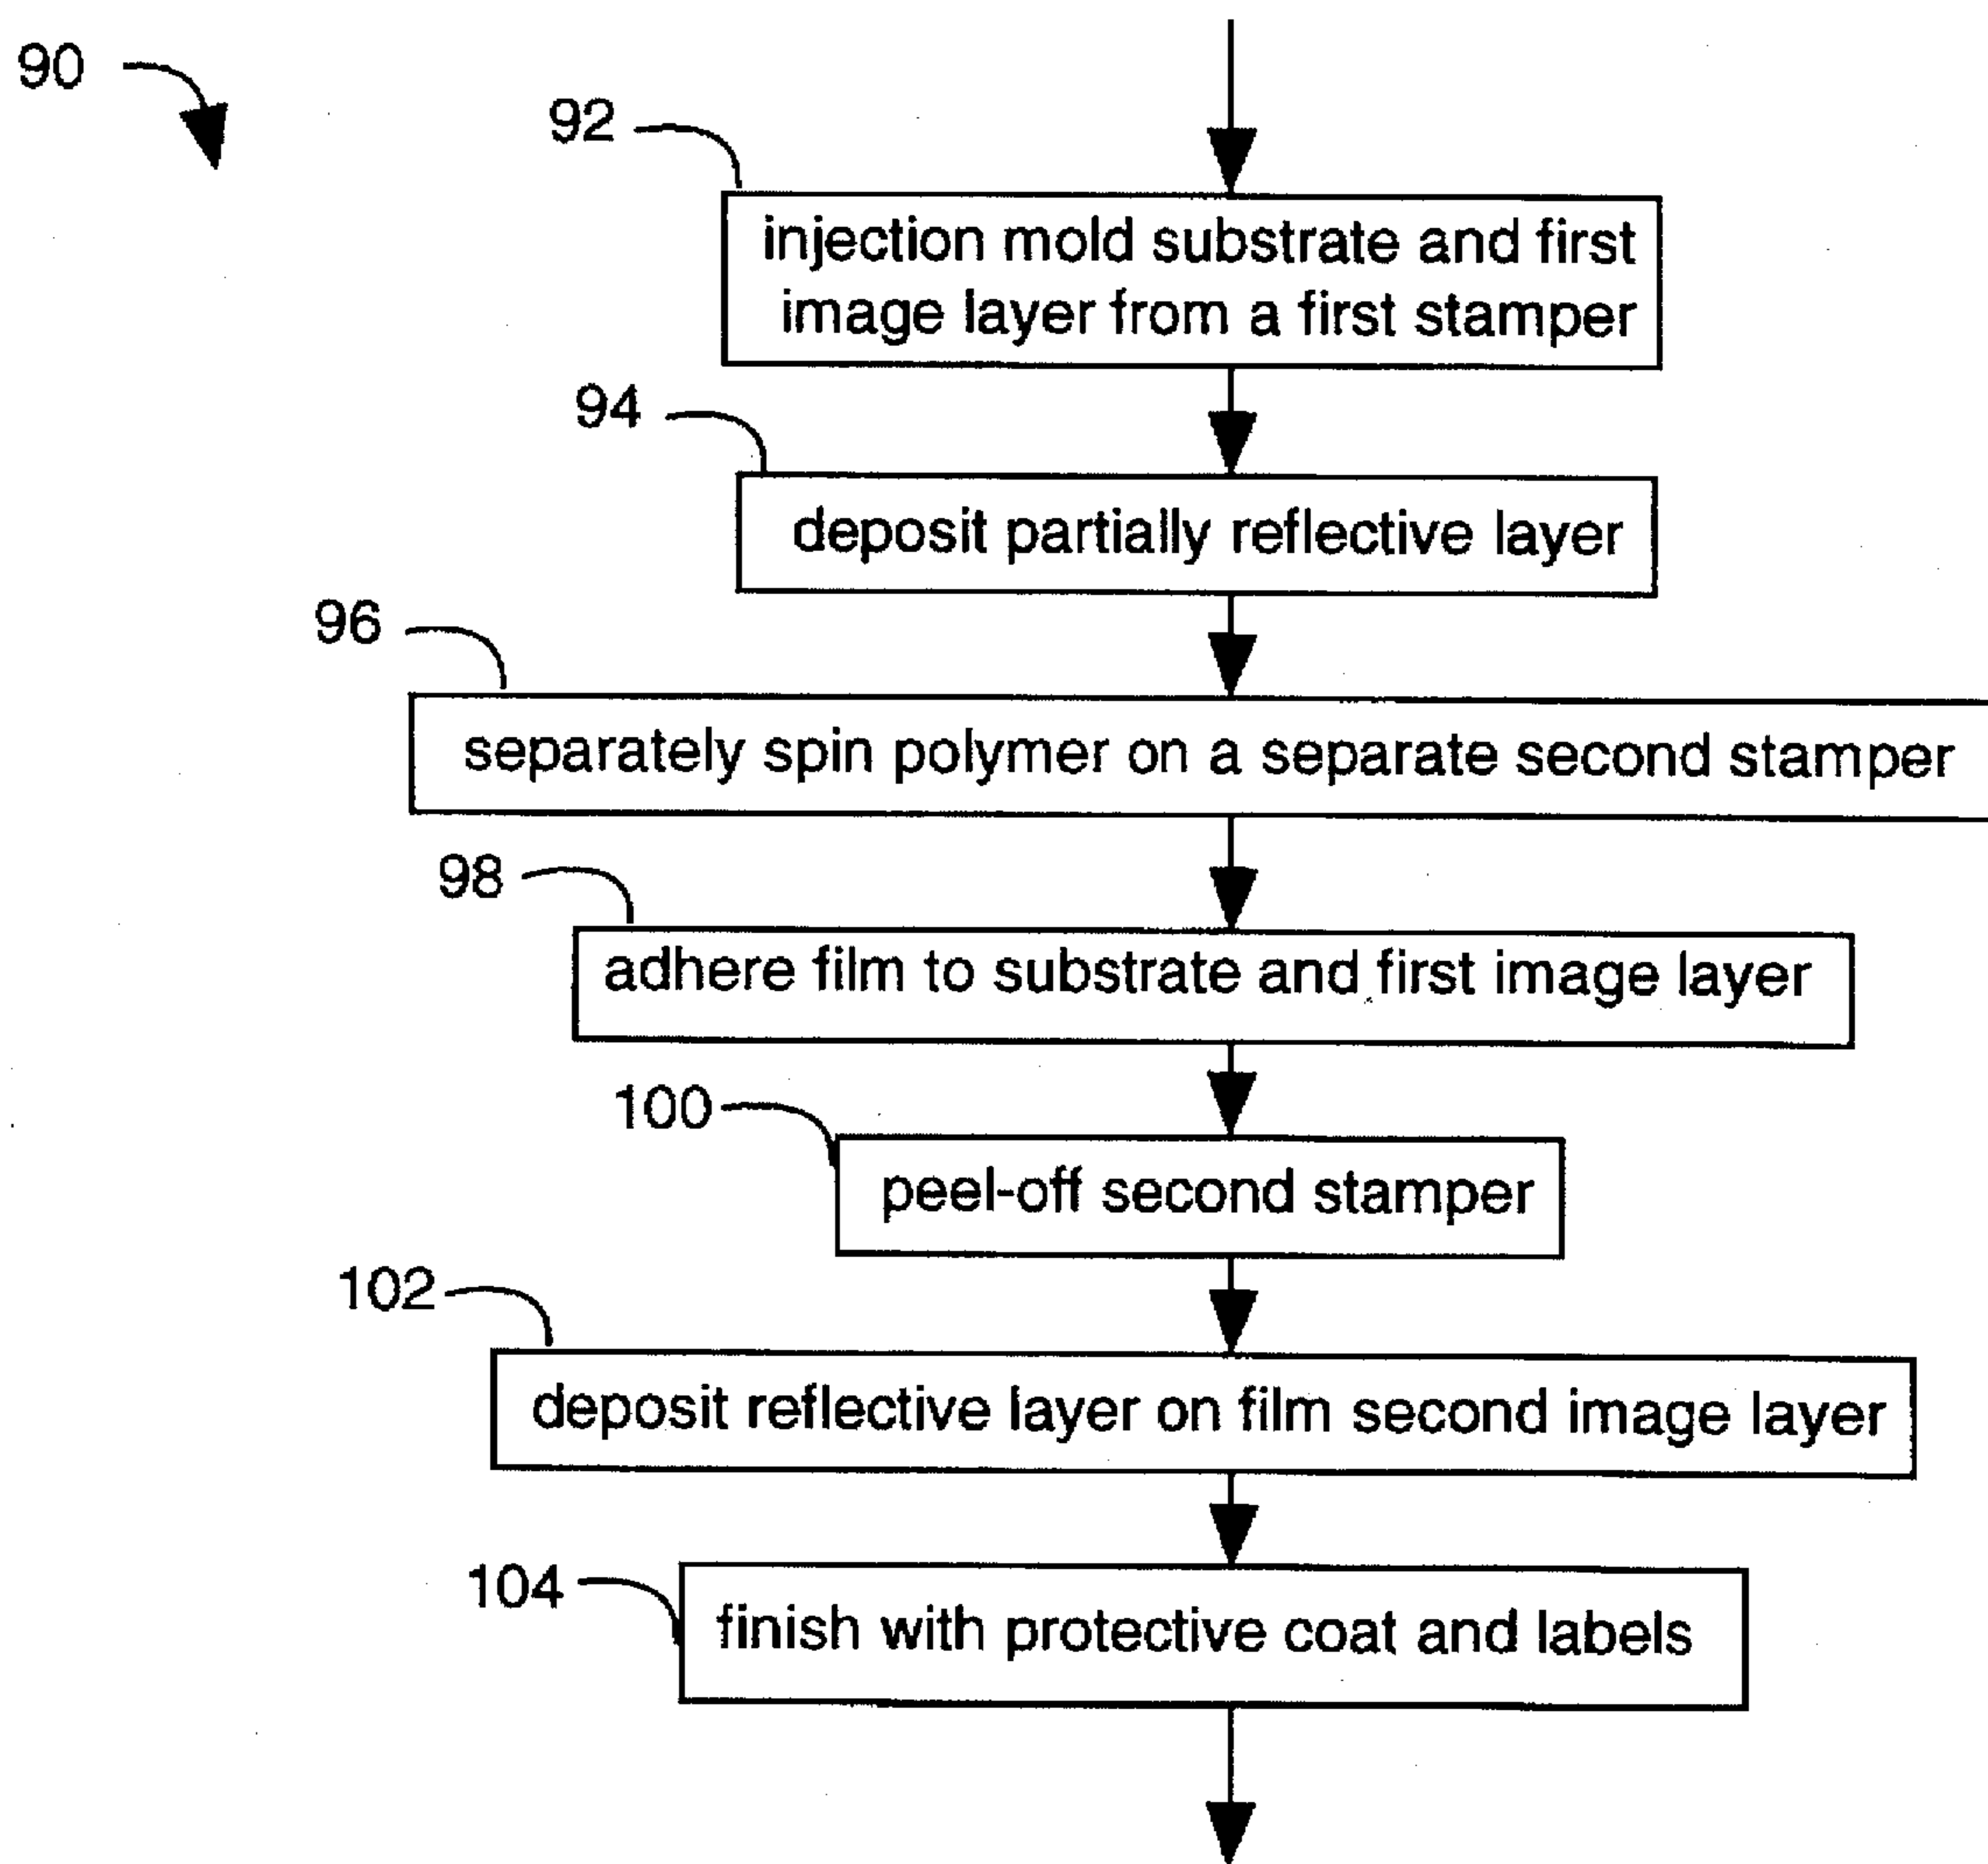 90
92
injection mold substrate and first
image layer from a first stamper
94
deposit partially reflective layer
96
separately spin polymer on a separate second stamper
98
adhere film to substrate and first image layer
100
peel-off second stamper
102
deposit reflective layer on film second image layer
104
finish with protective coat and labels